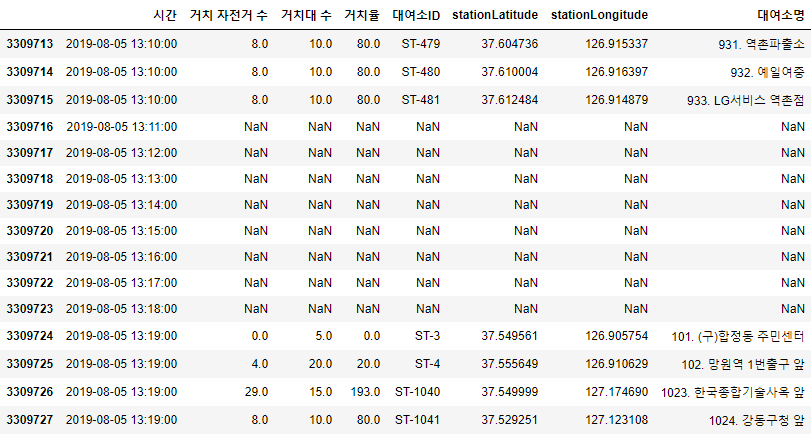 시간 거치 자전거 수 거치대 수 거치율 대여소ID stationLatitude stationLongitude 대여소명
3309713 2019-08-05 13:10:00 8.0 10.0 80.0 ST-479 37.604736 126.915337 931. 역촌파출소
3309714 2019-08-05 13:10:00 8.0 10.0 80.0 ST-480 37.610004 126.916397 932. 예일여중
3309715 2019-08-05 13:10:00 8.0 10.0 80.0 ST-481 37.612484 126.914879 933. LG서비스 역촌점
3309716 2019-08-05 13:11:00 NaN NaN NaN NaN NaN NaN NaN
3309717 2019-08-05 13:12:00 NaN NaN NaN NaN NaN NaN NaN
3309718 2019-08-05 13:13:00 NaN NaN NaN NaN NaN NaN NaN
3309719 2019-08-05 13:14:00 NaN NaN NaN NaN NaN NaN NaN
3309720 2019-08-05 13:15:00 NaN NaN NaN NaN NaN NaN NaN
3309721 2019-08-05 13:16:00 NaN NaN NaN NaN NaN NaN NaN
3309722 2019-08-05 13:17:00 NaN NaN NaN NaN NaN NaN NaN
3309723 2019-08-05 13:18:00 NaN NaN NaN NaN NaN NaN NaN
3309724 2019-08-05 13:19:00 0.0 5.0 0.0 ST-3 37.549561 126.905754 101. (구)합정동 주민센터
3309725 2019-08-05 13:19:00 4.0 20.0 20.0 ST-4 37.555649 126.910629 102. 망원역 1번출구 앞
3309726 2019-08-05 13:19:00 29.0 15.0 193.0 ST-1040 37.549999 127.174690 1023. 한국종합기술사옥 앞
3309727 2019-08-05 13:19:00 8.0 10.0 80.0 ST-1041 37.529251 127.123108 1024. 강동구청 앞